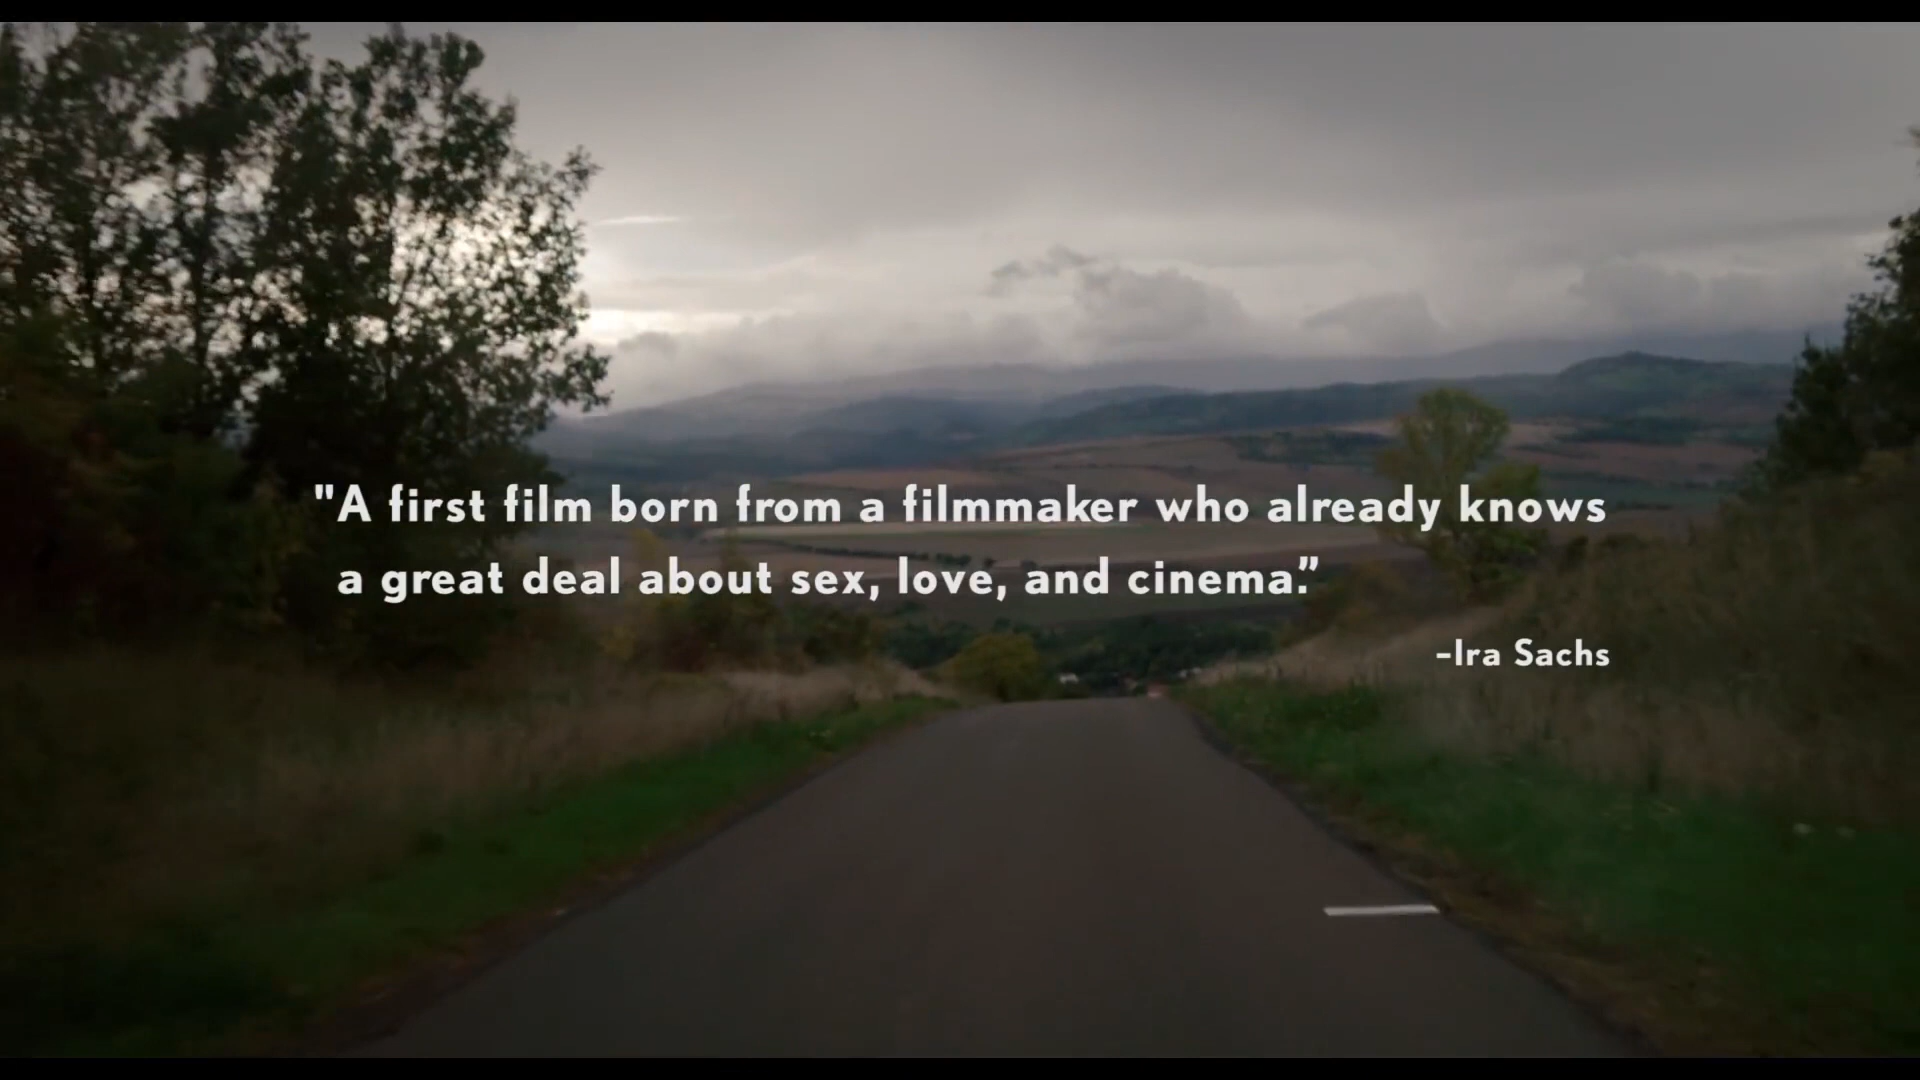 "A first film born from a filmmaker who already knows
a great deal about sex, love, and cinema."
-Ira Sachs